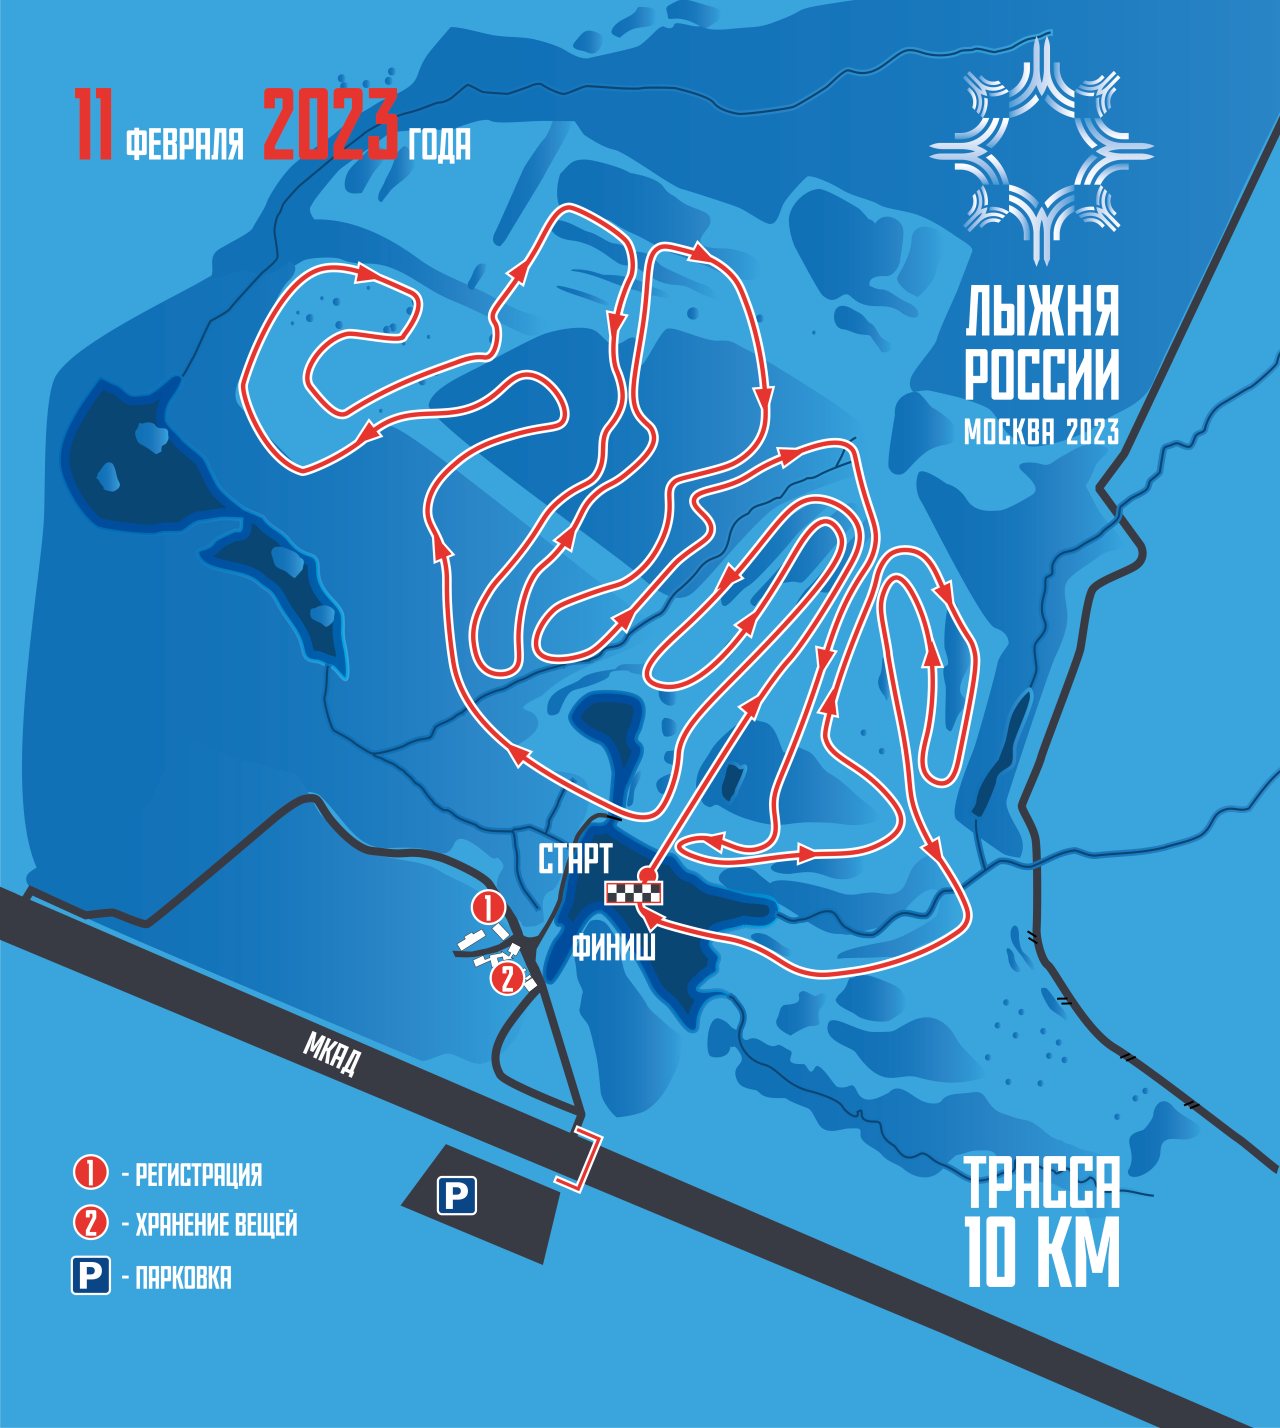 11 ФЕВРАЛЯ 2023 ГОДА
ЛЫЖНЯ
РОССИИ
МОСКВА 2023
СТАРТ
1
ФИНИШ
2
МКАД
1 - РЕГИСТРАЦИЯ
P
2 - ХРАНЕНИЕ ВЕЩЕЙ
P - ПАРКОВКА
ТРАССА
10 КМ